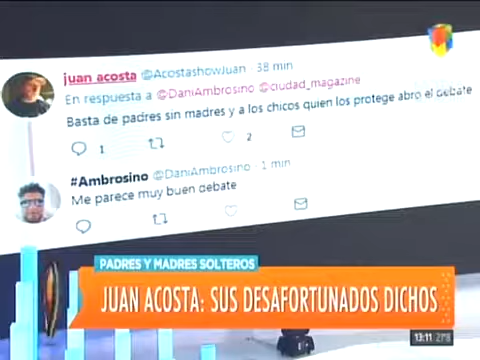 juan acosta @AcostashowJuan · 38 min
En respuesta a @DaniAmbrosino @ciudad_magazine
Basta de padres sin madres y a los chicos quien los protege abro el debate
1 2
#Ambrosino @DaniAmbrosino · 1 min
Me parece muy buen debate
PADRES Y MADRES SOLTEROS
JUAN ACOSTA: SUS DESAFORTUNADOS DICHOS
13:11